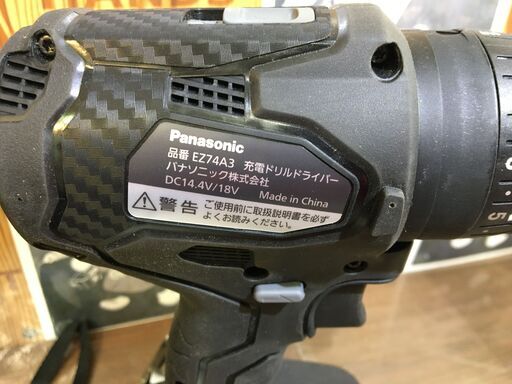 Panasonic
品番 EZ74A3 充電ドリルドライバー
パナソニック株式会社
DC14.4V/18V Made in China
警告 ご使用前に取扱説明書を必ず
よくお読みください。
5